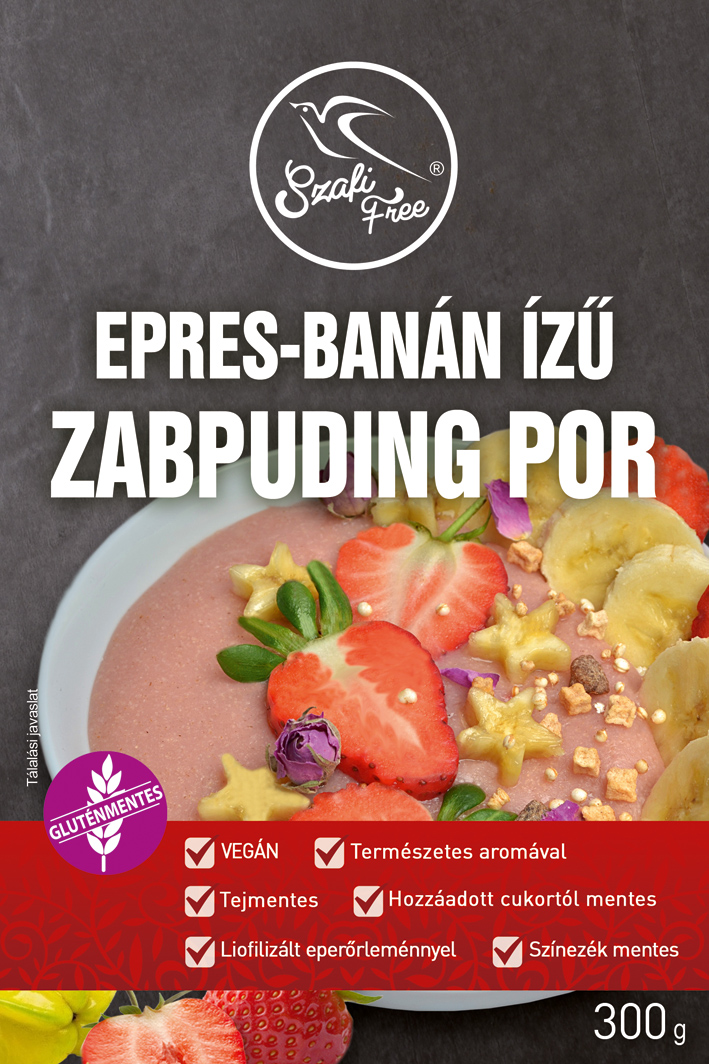 Szafi
Free
®
EPRES-BANÁN ÍZŰ
ZABPUDING POR
Tálalási javaslat
GLUTÉNMENTES
VEGÁN
Természetes aromával
Tejmentes
Hozzáadott cukortól mentes
Liofilizált eperőrleménnyel
Színezék mentes
300 g